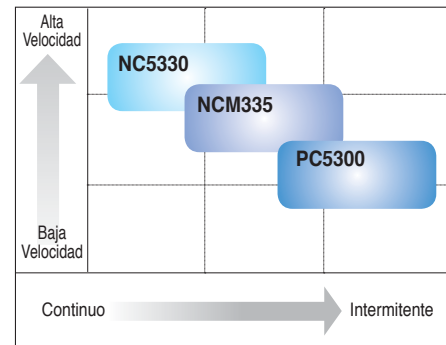 Alta
Velocidad
NC5330
NCM335
PC5300
Baja
Velocidad
Continuo
Intermitente